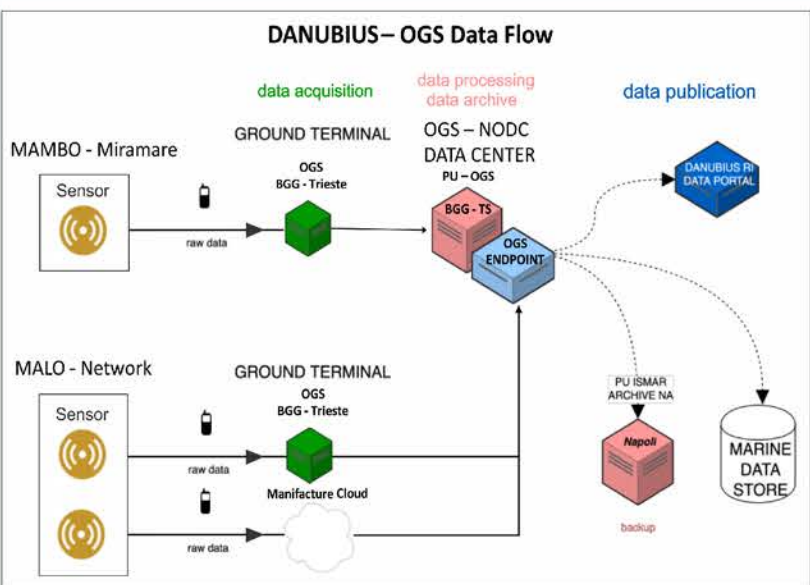 DANUBIUS – OGS Data Flow
data acquisition
data processing
data archive
data publication
GROUND TERMINAL
OGS – NODC
DATA CENTER
PU – OGS
MAMBO - Miramare
Sensor
raw data
OGS
BGG - Trieste
BGG - TS
OGS
ENDPOINT
DANUBIUS RI
DATA PORTAL
MALO - Network
Sensor
raw data
raw data
GROUND TERMINAL
OGS
BGG - Trieste
Manifacture Cloud
PU ISMAR
ARCHIVE NA
Napoli
backup
MARINE
DATA
STORE